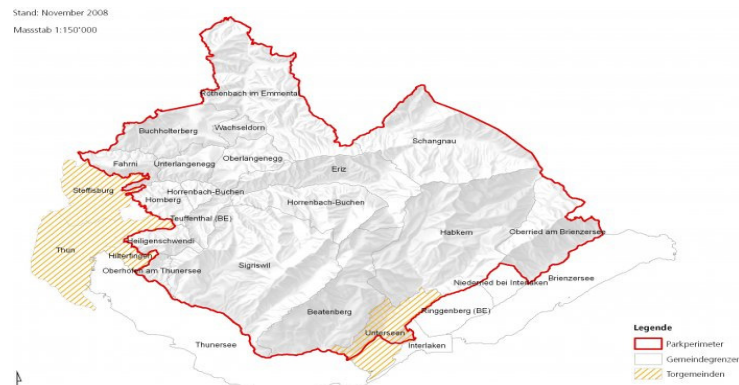 Stand: November 2008
Massstab 1:150'000
Röthenbach im Emmental
Buchholterberg
Wachseldorn
Schangnau
Fahrni
Unterlangenegg
Oberlangenegg
Eriz
Steffisburg
Homberg
Horrenbach-Buchen
Horrenbach-Buchen
Teuffenthal (BE)
Habkern
Oberried am Brienzersee
Heiligenschwendi
Thun
Hilterfingen
Oberhofen am Thunersee
Sigriswil
Niederried bei Interlaken
Brienzersee
Beatenberg
Ringgenberg (BE)
Unterseen
Thunersee
Interlaken
Legende
Parkperimeter
Gemeindegrenzen
Torgemeinden
N